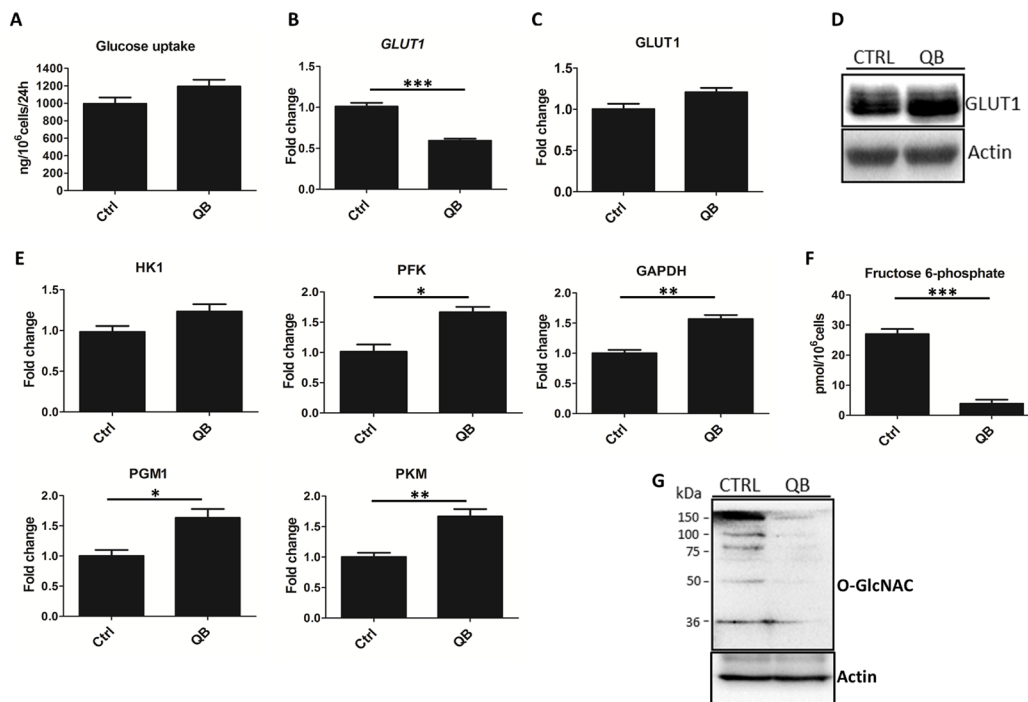 A
Glucose uptake
ng/10⁶cells/24h
1400
1200
1000
800
600
400
200
0
Ctrl
QB
B
GLUT1
***
Fold change
1.5
1.0
0.5
0.0
Ctrl
QB
C
GLUT1
Fold change
1.5
1.0
0.5
0.0
Ctrl
QB
D
CTRL QB
GLUT1
Actin
E
HK1
Fold change
1.5
1.0
0.5
0.0
Ctrl
QB
PFK
*
Fold change
2.0
1.5
1.0
0.5
0.0
Ctrl
QB
GAPDH
**
Fold change
2.0
1.5
1.0
0.5
0.0
Ctrl
QB
F
Fructose 6-phosphate
***
pmol/10⁶cells
40
30
20
10
0
Ctrl
QB
PGM1
*
Fold change
2.0
1.5
1.0
0.5
0.0
Ctrl
QB
PKM
**
Fold change
2.0
1.5
1.0
0.5
0.0
Ctrl
QB
G
kDa
CTRL QB
150 -
100 -
75 -
50 -
36 -
O-GlcNAC
Actin